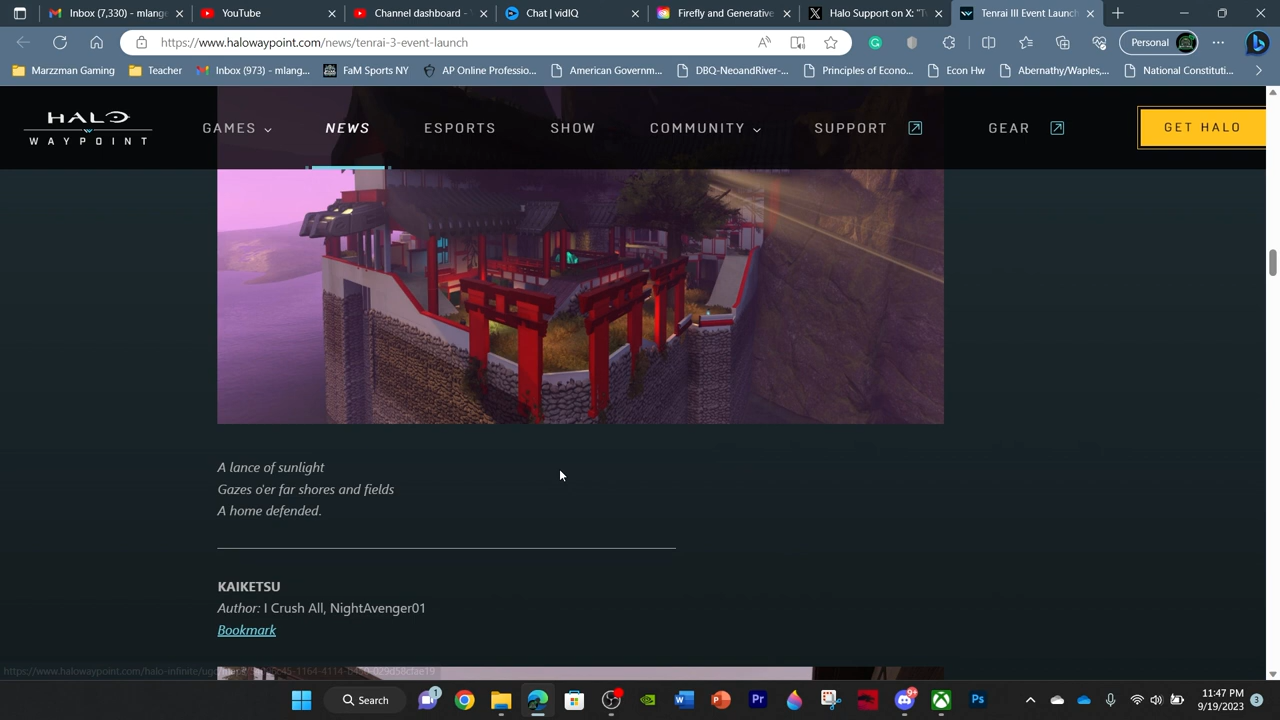 Inbox (7,330) - mlang
YouTube
Channel dashboard -
Chat | vidIQ
Firefly and Generative
Halo Support on X: "T
Tenrai III Event Launch
https://www.halowaypoint.com/news/tenrai-3-event-launch
Personal
Marzzman Gaming
Teacher
Inbox (973) - mlang...
FaM Sports NY
AP Online Professio...
American Governm...
DBQ-NeoandRiver-...
Principles of Econo...
Econ Hw
Abernathy/Waples,...
National Constituti...
HALO
WAYPOINT
GAMES
NEWS
ESPORTS
SHOW
COMMUNITY
SUPPORT
GEAR
GET HALO
A lance of sunlight
Gazes o'er far shores and fields
A home defended.
KAIKETSU
Author: I Crush All, NightAvenger01
Bookmark
Search
1
9+
11:47 PM
9/19/2023
3